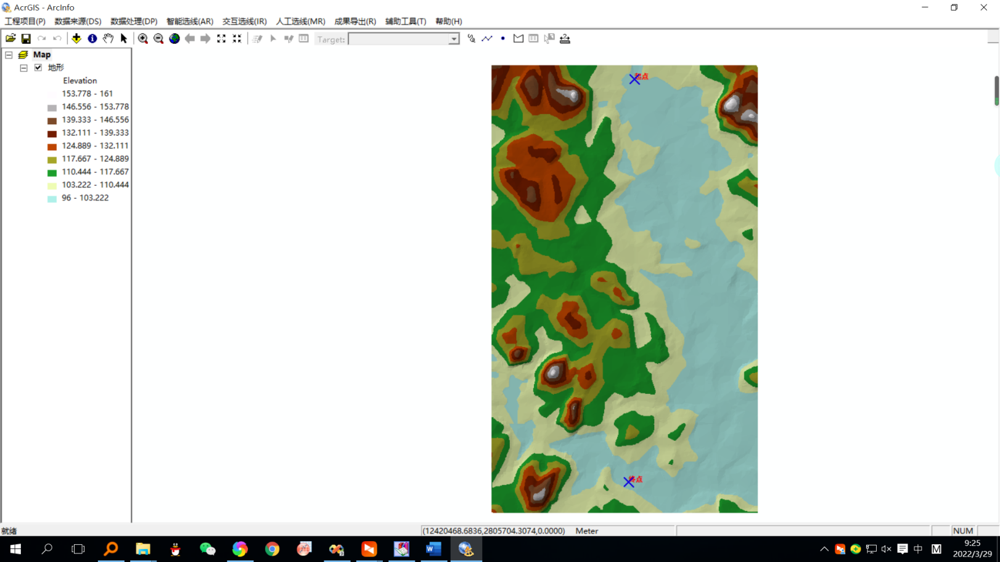 AcrGIS - ArcInfo
工程项目(P) 数据来源(DS) 数据处理(DP) 智能选线(AR) 交互选线(IR) 人工选线(MR) 成果导出(R) 辅助工具(T) 帮助(H)
Target:
Map
地形
Elevation
153.778 - 161
146.556 - 153.778
139.333 - 146.556
132.111 - 139.333
124.889 - 132.111
117.667 - 124.889
110.444 - 117.667
103.222 - 110.444
96 - 103.222
起点
终点
就绪 (12420468.6836,2805704.3074,0.0000) Meter NUM
中 M
9:25
2022/3/29